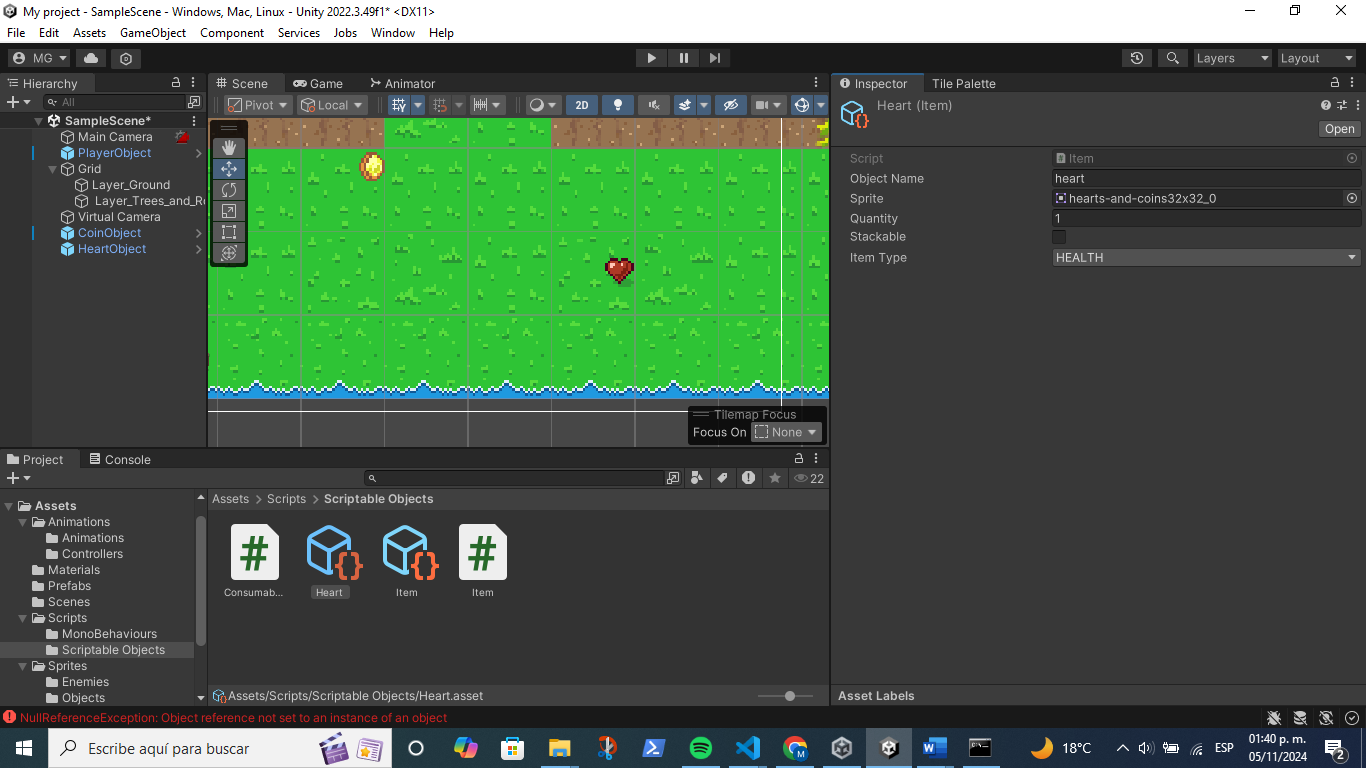 My project - SampleScene - Windows, Mac, Linux - Unity 2022.3.49f1* <DX11>
File Edit Assets GameObject Component Services Jobs Window Help
MG
Layers
Layout
Hierarchy
All
SampleScene*
Main Camera
PlayerObject
Grid
Layer_Ground
Layer_Trees_and_R
Virtual Camera
CoinObject
HeartObject
Scene Game Animator
Pivot Local 2D
Tilemap Focus
Focus On None
Inspector Tile Palette
Heart (Item)
Open
Script Item
Object Name heart
Sprite hearts-and-coins32x32_0
Quantity 1
Stackable
Item Type HEALTH
Asset Labels
Project Console
22
Assets
Animations
Animations
Controllers
Materials
Prefabs
Scenes
Scripts
MonoBehaviours
Scriptable Objects
Sprites
Enemies
Objects
Assets > Scripts > Scriptable Objects
Consumab...
Heart
Item
Item
Assets/Scripts/Scriptable Objects/Heart.asset
NullReferenceException: Object reference not set to an instance of an object
Escribe aquí para buscar
18°C
ESP
01:40 p. m.
05/11/2024
2